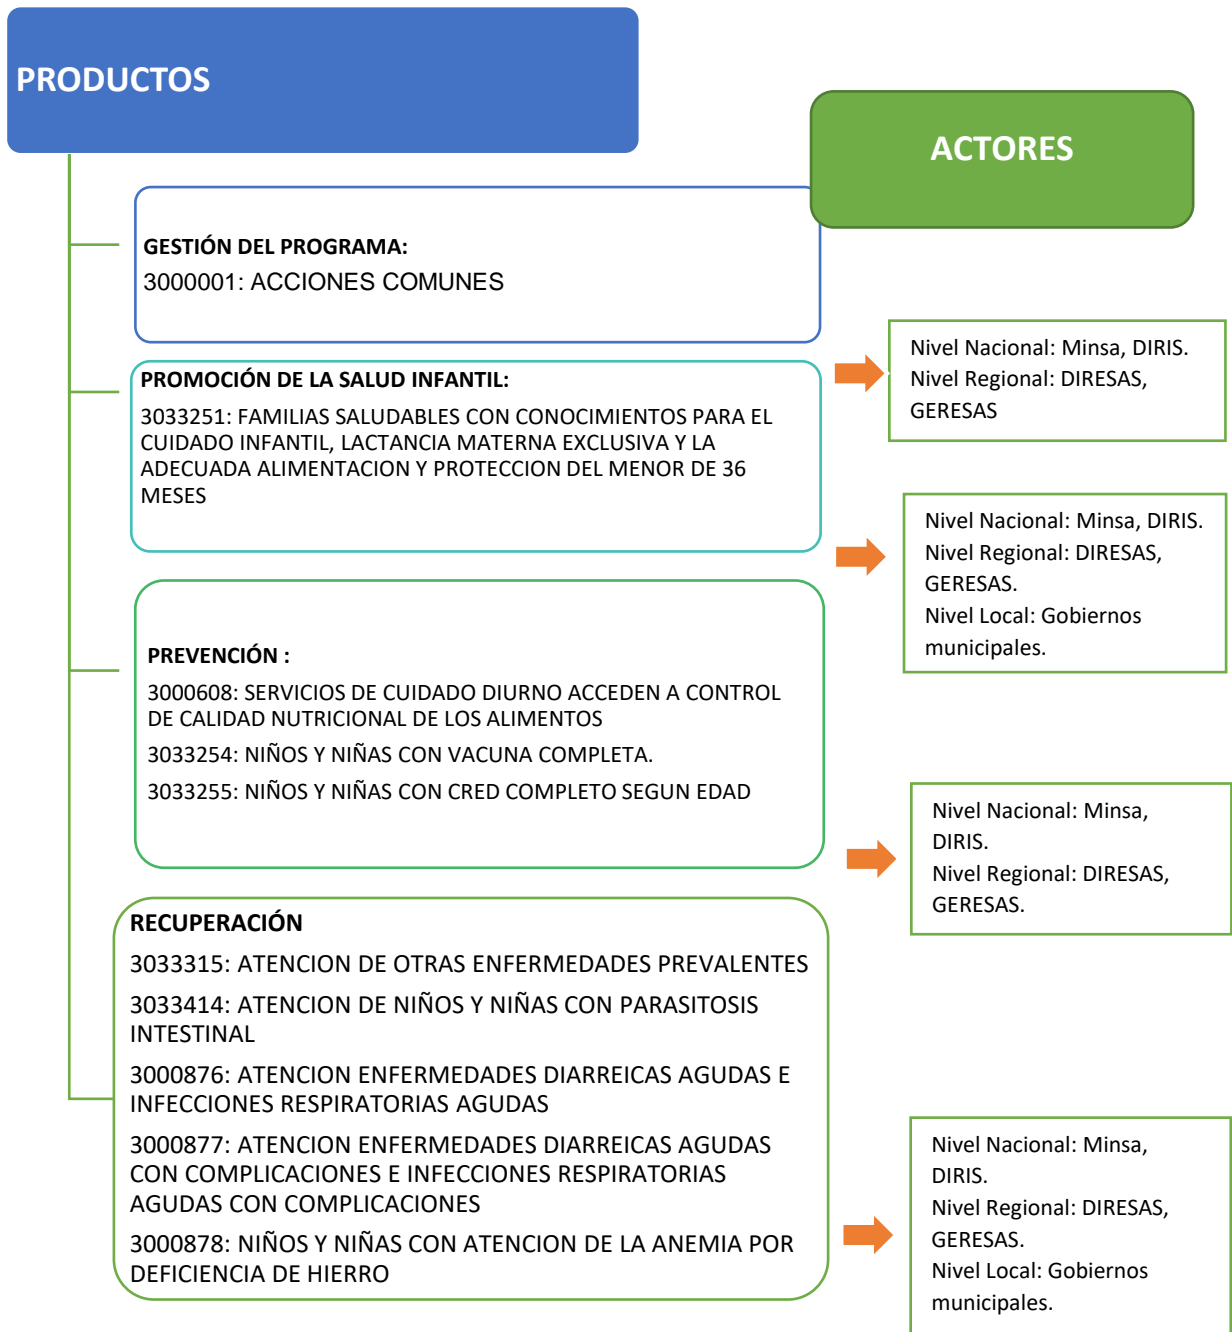 PRODUCTOS
ACTORES
GESTIÓN DEL PROGRAMA:
3000001: ACCIONES COMUNES
Nivel Nacional: Minsa, DIRIS.
Nivel Regional: DIRESAS,
GERESAS
PROMOCIÓN DE LA SALUD INFANTIL:
3033251: FAMILIAS SALUDABLES CON CONOCIMIENTOS PARA EL
CUIDADO INFANTIL, LACTANCIA MATERNA EXCLUSIVA Y LA
ADECUADA ALIMENTACION Y PROTECCION DEL MENOR DE 36
MESES
Nivel Nacional: Minsa, DIRIS.
Nivel Regional: DIRESAS,
GERESAS.
Nivel Local: Gobiernos
municipales.
PREVENCIÓN :
3000608: SERVICIOS DE CUIDADO DIURNO ACCEDEN A CONTROL
DE CALIDAD NUTRICIONAL DE LOS ALIMENTOS
3033254: NIÑOS Y NIÑAS CON VACUNA COMPLETA.
3033255: NIÑOS Y NIÑAS CON CRED COMPLETO SEGUN EDAD
Nivel Nacional: Minsa,
DIRIS.
Nivel Regional: DIRESAS,
GERESAS.
RECUPERACIÓN
3033315: ATENCION DE OTRAS ENFERMEDADES PREVALENTES
3033414: ATENCION DE NIÑOS Y NIÑAS CON PARASITOSIS
INTESTINAL
3000876: ATENCION ENFERMEDADES DIARREICAS AGUDAS E
INFECCIONES RESPIRATORIAS AGUDAS
3000877: ATENCION ENFERMEDADES DIARREICAS AGUDAS
CON COMPLICACIONES E INFECCIONES RESPIRATORIAS
AGUDAS CON COMPLICACIONES
3000878: NIÑOS Y NIÑAS CON ATENCION DE LA ANEMIA POR
DEFICIENCIA DE HIERRO
Nivel Nacional: Minsa,
DIRIS.
Nivel Regional: DIRESAS,
GERESAS.
Nivel Local: Gobiernos
municipales.